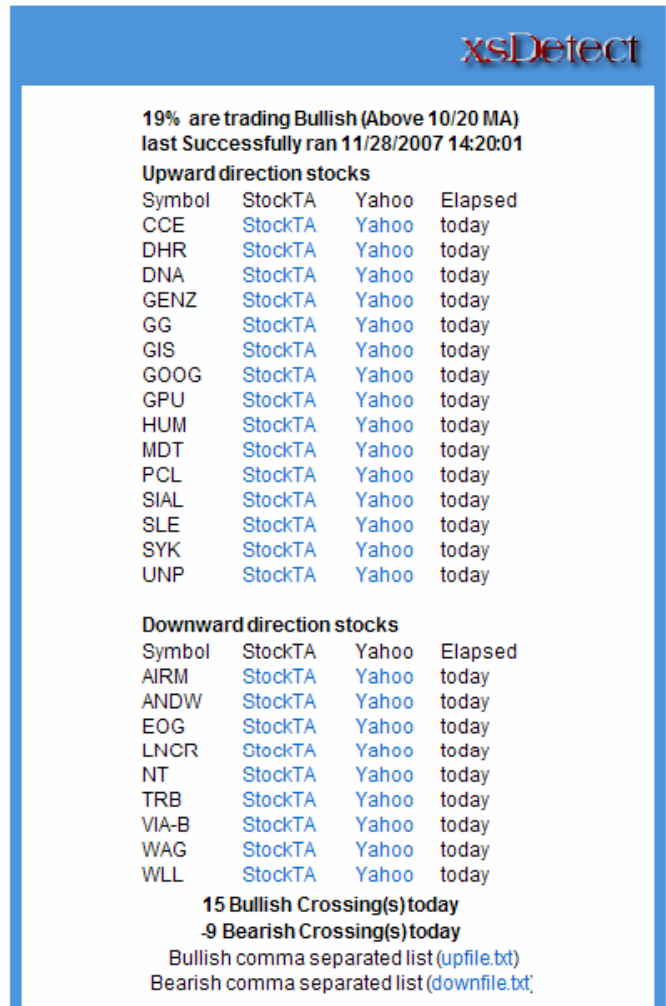 xsDetect
19% are trading Bullish (Above 10/20 MA)
last Successfully ran 11/28/2007 14:20:01
Upward direction stocks
Symbol StockTA Yahoo Elapsed
CCE StockTA Yahoo today
DHR StockTA Yahoo today
DNA StockTA Yahoo today
GENZ StockTA Yahoo today
GG StockTA Yahoo today
GIS StockTA Yahoo today
GOOG StockTA Yahoo today
GPU StockTA Yahoo today
HUM StockTA Yahoo today
MDT StockTA Yahoo today
PCL StockTA Yahoo today
SIAL StockTA Yahoo today
SLE StockTA Yahoo today
SYK StockTA Yahoo today
UNP StockTA Yahoo today
Downward direction stocks
Symbol StockTA Yahoo Elapsed
AIRM StockTA Yahoo today
ANDW StockTA Yahoo today
EOG StockTA Yahoo today
LNCR StockTA Yahoo today
NT StockTA Yahoo today
TRB StockTA Yahoo today
VIA-B StockTA Yahoo today
WAG StockTA Yahoo today
WLL StockTA Yahoo today
15 Bullish Crossing(s) today
-9 Bearish Crossing(s) today
Bullish comma separated list (upfile.txt)
Bearish comma separated list (downfile.txt)